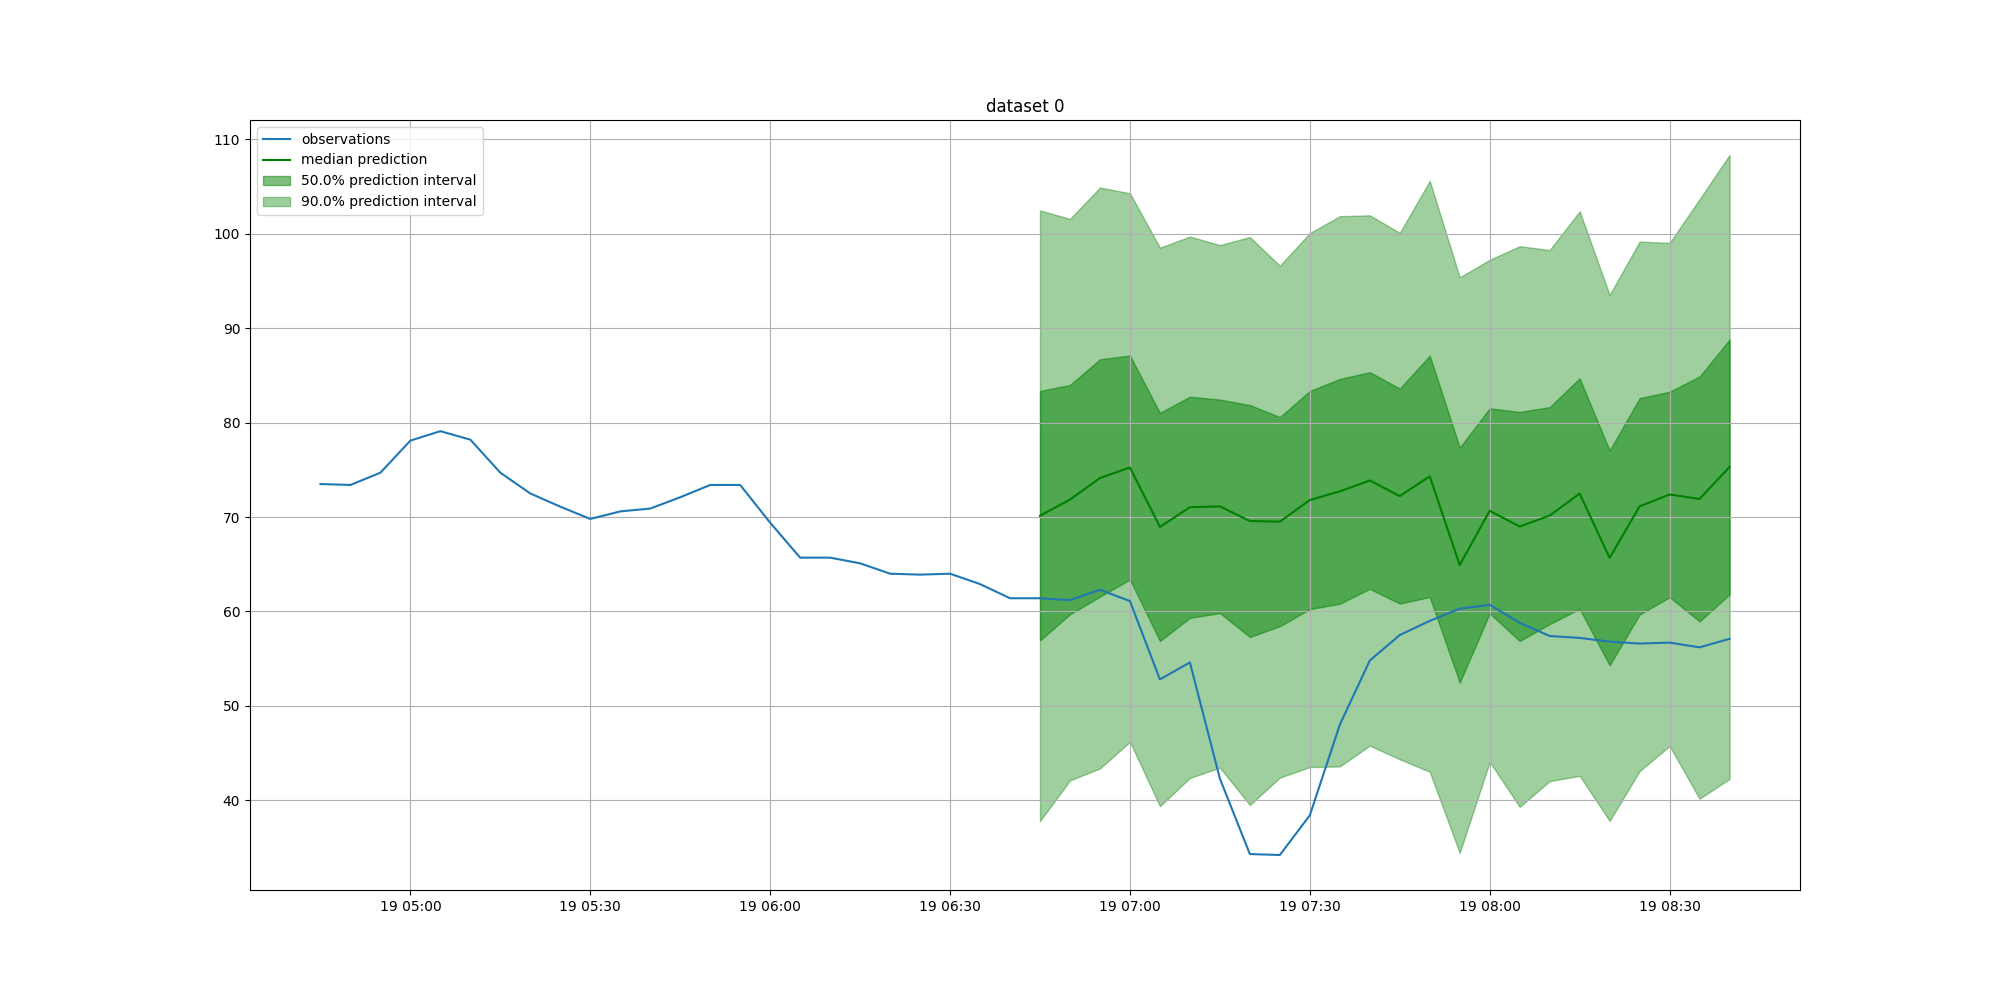 dataset 0
observations
median prediction
50.0% prediction interval
90.0% prediction interval
110
100
90
80
70
60
50
40
19 05:00 19 05:30 19 06:00 19 06:30 19 07:00 19 07:30 19 08:00 19 08:30